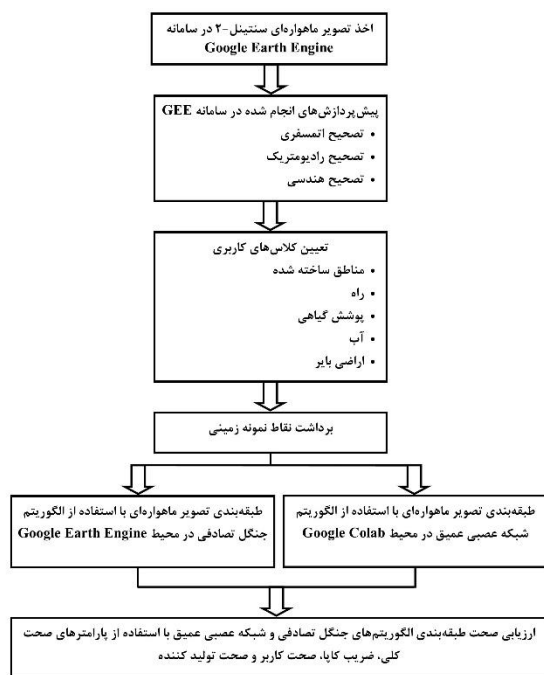 اخذ تصویر ماهواره‌ای سنتینل-۲ در سامانه
Google Earth Engine
پیش‌پردازش‌های انجام شده در سامانه GEE
• تصحیح اتمسفری
• تصحیح رادیومتریک
• تصحیح هندسی
تعیین کلاس‌های کاربری
• مناطق ساخته شده
• راه
• پوشش گیاهی
• آب
• اراضی بایر
برداشت نقاط نمونه زمینی
طبقه‌بندی تصویر ماهواره‌ای با استفاده از الگوریتم
شبکه عصبی عمیق در محیط Google Colab
طبقه‌بندی تصویر ماهواره‌ای با استفاده از الگوریتم
جنگل تصادفی در محیط Google Earth Engine
ارزیابی صحت طبقه‌بندی الگوریتم‌های جنگل تصادفی و شبکه عصبی عمیق با استفاده از پارامترهای صحت
کلی، ضریب کاپا، صحت کاربر و صحت تولید کننده